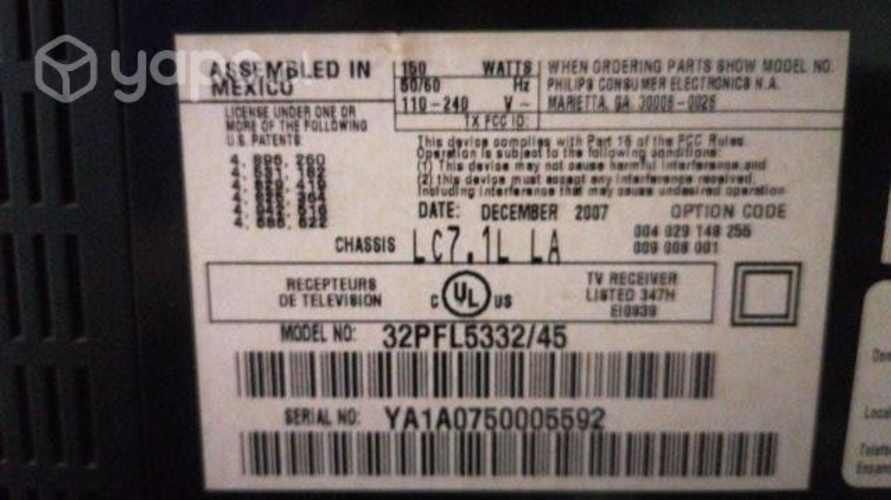 yapo
ASSEMBLED IN
MEXICO
150 WATTS
50/60 Hz
110-240 V ~
TX FCC ID:
WHEN ORDERING PARTS SHOW MODEL NO.
PHILIPS CONSUMER ELECTRONICS N.A.
MARIETTA, GA. 30006-0026
LICENSE UNDER ONE OR
MORE OF THE FOLLOWING
U.S. PATENTS
This device complies with Part 15 of the FCC Rules
Operation is subject to the following conditions:
(1) This device may not cause harmful interference, and
(2) this device must accept any interference received,
including interference that may cause undesired operation
DATE: DECEMBER 2007
OPTION CODE
004 029 148 255
009 008 001
CHASSIS LC7.1L LA
RECEPTEURS
DE TELEVISION
C UL US
TV RECEIVER
LISTED 347H
MODEL NO: 32PFL5332/45
SERIAL NO: YA1A0750005592